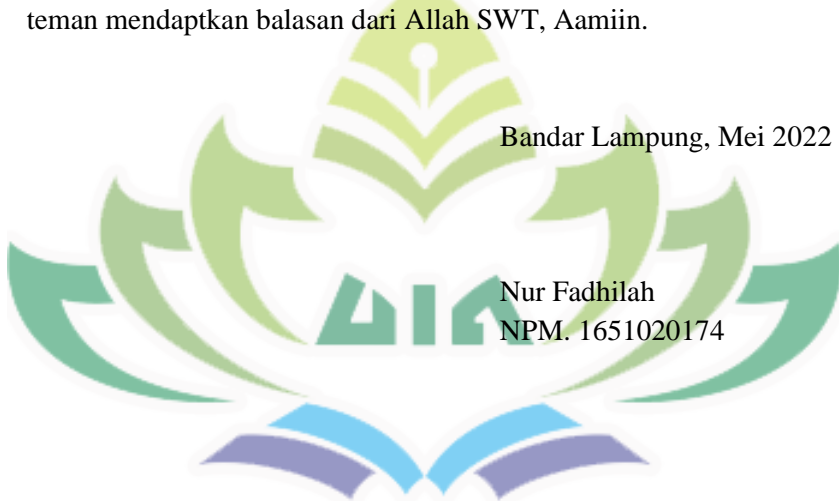 teman mendaptkan balasan dari Allah SWT, Aamiin.
Bandar Lampung, Mei 2022
Nur Fadhilah
NPM. 1651020174